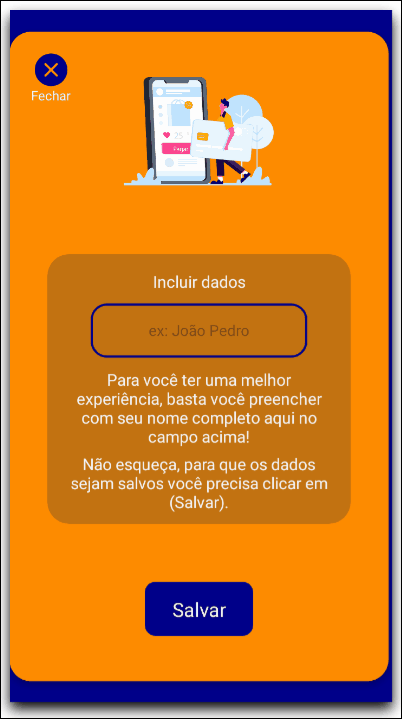 Fechar
Incluir dados
ex: João Pedro
Para você ter uma melhor
experiência, basta você preencher
com seu nome completo aqui no
campo acima!
Não esqueça, para que os dados
sejam salvos você precisa clicar em
(Salvar).
Salvar